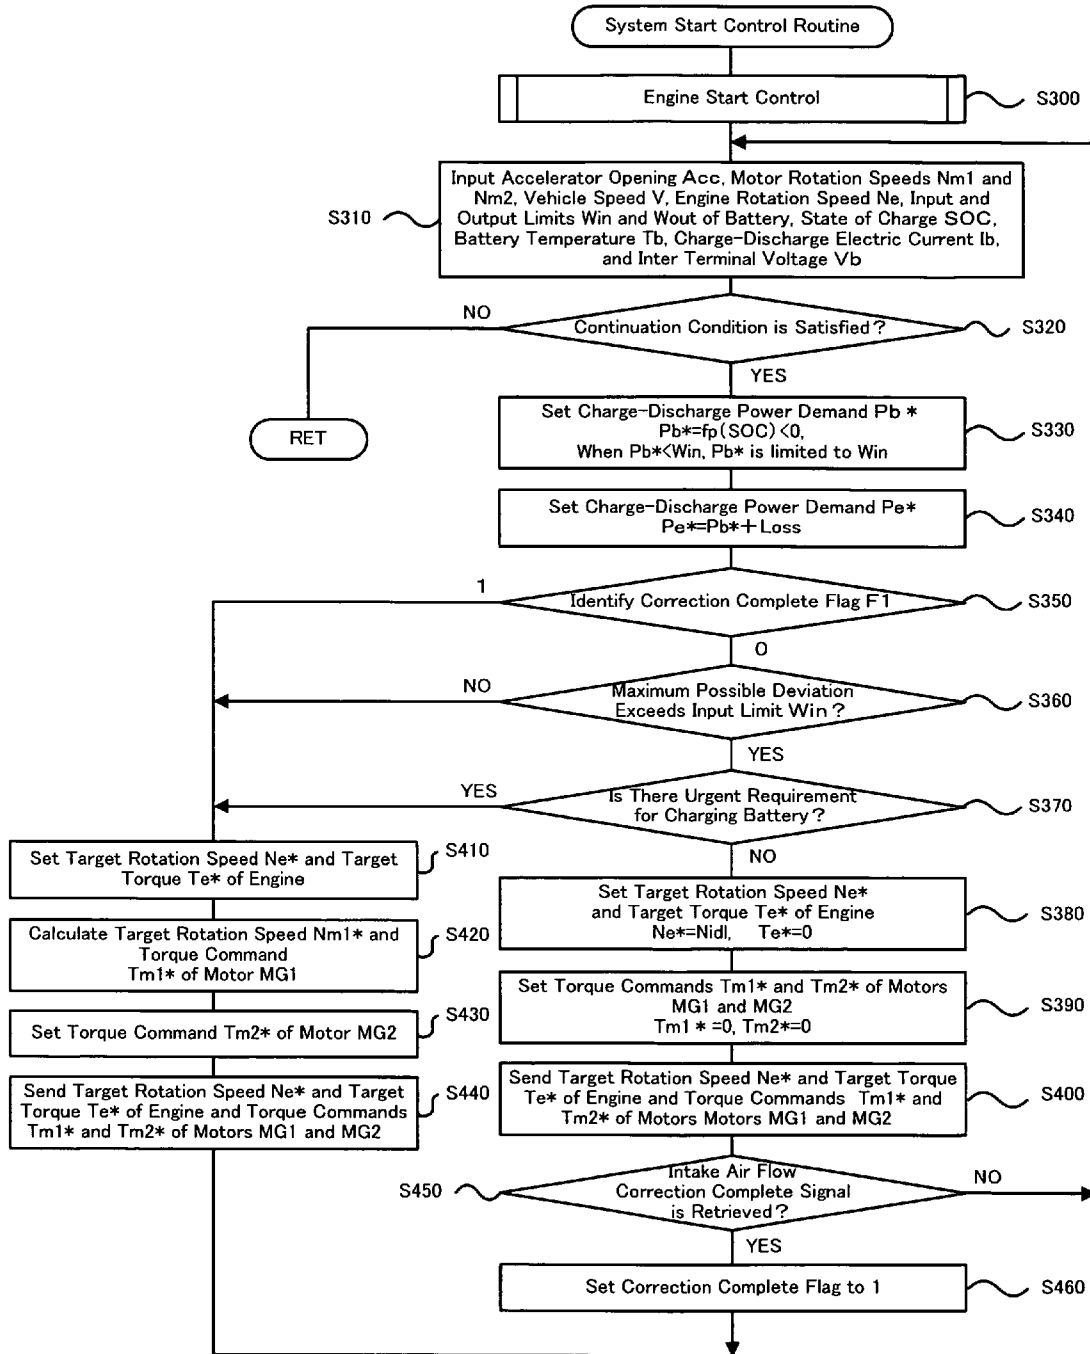 System Start Control Routine
Engine Start Control
S300
Input Accelerator Opening Acc, Motor Rotation Speeds Nm1 and
Nm2, Vehicle Speed V, Engine Rotation Speed Ne, Input and
Output Limits Win and Wout of Battery, State of Charge SOC,
Battery Temperature Tb, Charge-Discharge Electric Current Ib,
and Inter Terminal Voltage Vb
S310
NO
Continuation Condition is Satisfied?
S320
YES
RET
Set Charge-Discharge Power Demand Pb *
Pb*=fp(SOC)<0,
When Pb*<Win, Pb* is limited to Win
S330
Set Charge-Discharge Power Demand Pe*
Pe*=Pb*+Loss
S340
1
Identify Correction Complete Flag F1
S350
0
NO
Maximum Possible Deviation
Exceeds Input Limit Win?
S360
YES
YES
Is There Urgent Requirement
for Charging Battery?
S370
NO
Set Target Rotation Speed Ne* and Target
Torque Te* of Engine
S410
Calculate Target Rotation Speed Nm1* and
Torque Command
Tm1* of Motor MG1
S420
Set Torque Command Tm2* of Motor MG2
S430
Send Target Rotation Speed Ne* and Target
Torque Te* of Engine and Torque Commands
Tm1* and Tm2* of Motors MG1 and MG2
S440
Set Target Rotation Speed Ne*
and Target Torque Te* of Engine
Ne*=Nidl, Te*=0
S380
Set Torque Commands Tm1* and Tm2* of Motors
MG1 and MG2
Tm1 * =0, Tm2*=0
S390
Send Target Rotation Speed Ne* and Target Torque
Te* of Engine and Torque Commands Tm1* and
Tm2* of Motors Motors MG1 and MG2
S400
S450
Intake Air Flow
Correction Complete Signal
is Retrieved?
NO
YES
Set Correction Complete Flag to 1
S460